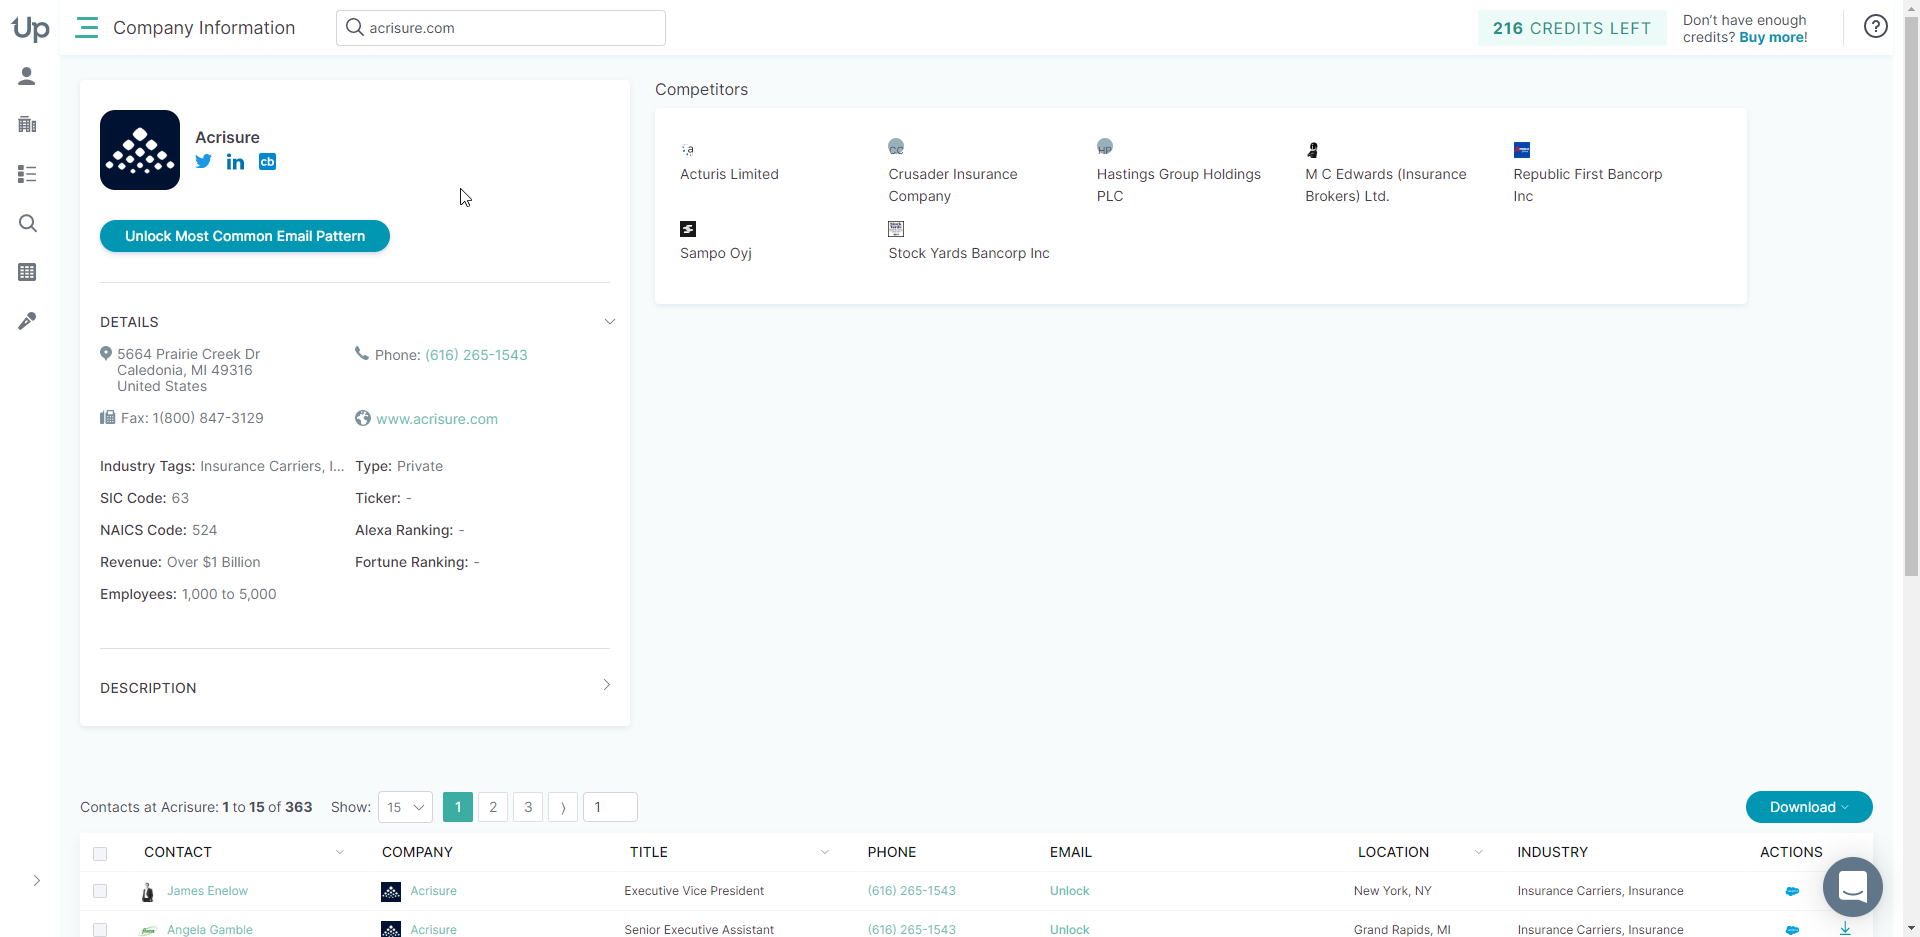 Up
Company Information
acrisure.com
216 CREDITS LEFT
Don't have enough
credits? Buy more!
?
Acrisure
cb
Unlock Most Common Email Pattern
DETAILS
5664 Prairie Creek Dr
Caledonia, MI 49316
United States
Phone: (616) 265-1543
Fax: 1(800) 847-3129
www.acrisure.com
Industry Tags: Insurance Carriers, I...
Type: Private
SIC Code: 63
Ticker: -
NAICS Code: 524
Alexa Ranking: -
Revenue: Over $1 Billion
Fortune Ranking: -
Employees: 1,000 to 5,000
DESCRIPTION
Competitors
a
Acturis Limited
CC
Crusader Insurance
Company
HP
Hastings Group Holdings
PLC
M C Edwards (Insurance
Brokers) Ltd.
Republic First Bancorp
Inc
Sampo Oyj
Stock Yards Bancorp Inc
Contacts at Acrisure: 1 to 15 of 363 Show: 15 1 2 3 1
Download
CONTACT COMPANY TITLE PHONE EMAIL LOCATION INDUSTRY ACTIONS
James Enelow Acrisure Executive Vice President (616) 265-1543 Unlock New York, NY Insurance Carriers, Insurance
Angela Gamble Acrisure Senior Executive Assistant (616) 265-1543 Unlock Grand Rapids, MI Insurance Carriers, Insurance